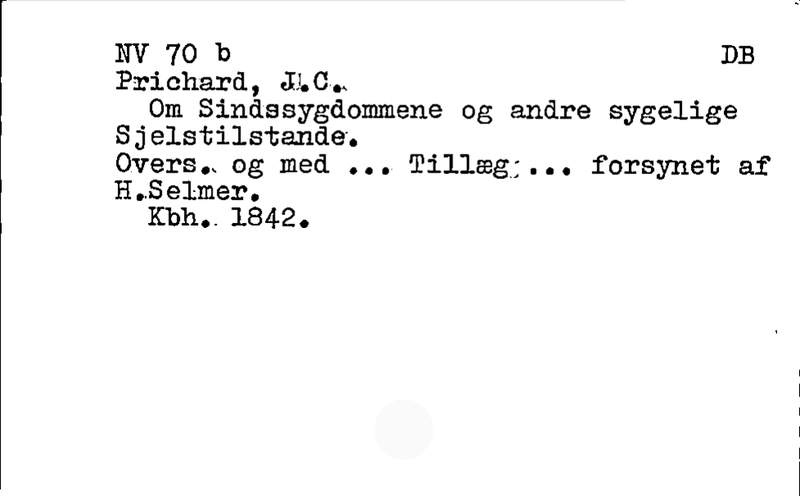 NV 70 b DB
Prichard, J.C.
Om Sindssygdommene og andre sygelige
Sjelstilstande.
Overs. og med ... Tillæg ... forsynet af
H.Selmer.
Kbh. 1842.